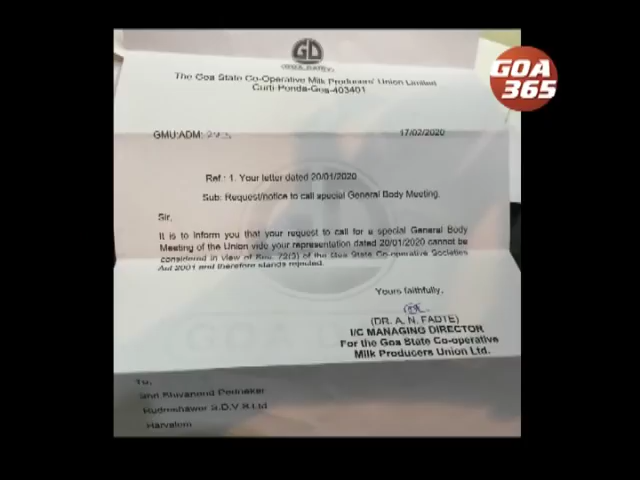 GD
GOA DAIRY
GOA
365
The Goa State Co-Operative Milk Producers' Union Limited
Curti-Ponda-Goa-403401
GMU:ADM: 17/02/2020
Ref : 1. Your letter dated 20/01/2020
Sub: Request/notice to call special General Body Meeting.
Sir,
It is to inform you that your request to call for a special General Body
Meeting of the Union vide your representation dated 20/01/2020 cannot be
considered in view of Sec. 72(3) of the Goa State Co-operative Societies
Act 2001 and therefore stands rejected.
Yours faithfully,
(DR. A. N. FADTE)
I/C MANAGING DIRECTOR
For the Goa State Co-operative
Milk Producers Union Ltd.
To,
Shri Shivanand Pednekar
Rudreshawar S.D.V.S.Ltd
Harvalem